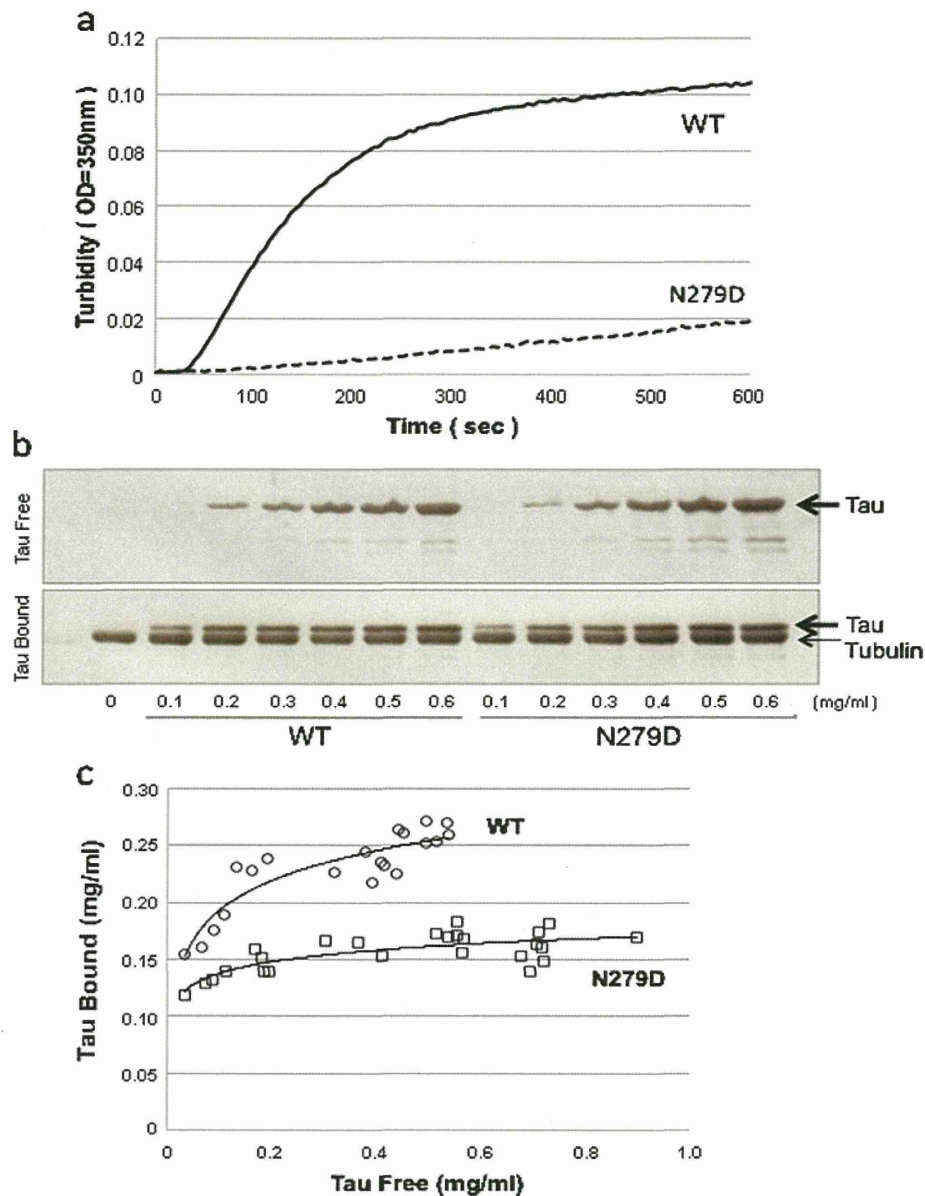 a
0.12
0.10
0.08
0.06
0.04
0.02
0
Turbidity ( OD=350nm )
WT
N279D
0 100 200 300 400 500 600
Time ( sec )
b
Tau Free
Tau
Tau Bound
Tau
Tubulin
0 0.1 0.2 0.3 0.4 0.5 0.6 0.1 0.2 0.3 0.4 0.5 0.6 (mg/ml)
WT N279D
c
0.30
0.25
0.20
0.15
0.10
0.05
0
Tau Bound (mg/ml)
WT
N279D
0 0.2 0.4 0.6 0.8 1.0
Tau Free (mg/ml)